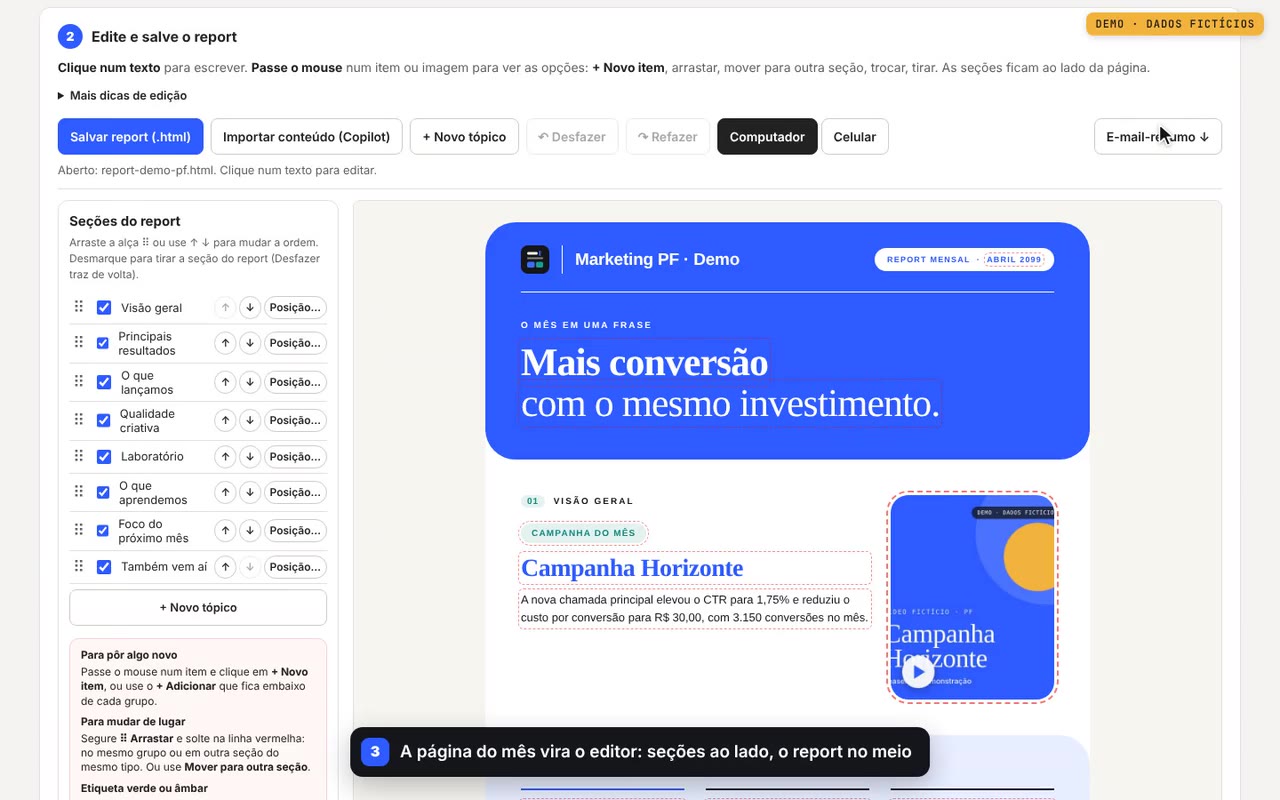 DEMO · DADOS FICTÍCIOS
2 Edite e salve o report
Clique num texto para escrever. Passe o mouse num item ou imagem para ver as opções: + Novo item, arrastar, mover para outra seção, trocar, tirar. As seções ficam ao lado da página.
▶ Mais dicas de edição
Salvar report (.html)
Importar conteúdo (Copilot)
+ Novo tópico
↶ Desfazer
↷ Refazer
Computador
Celular
E-mail-resumo ↓
Aberto: report-demo-pf.html. Clique num texto para editar.
Seções do report
Arraste a alça ⠿ ou use ↑ ↓ para mudar a ordem.
Desmarque para tirar a seção do report (Desfazer
traz de volta).
Visão geral ↑ ↓ Posição...
Principais
resultados ↑ ↓ Posição...
O que
lançamos ↑ ↓ Posição...
Qualidade
criativa ↑ ↓ Posição...
Laboratório ↑ ↓ Posição...
O que
aprendemos ↑ ↓ Posição...
Foco do
próximo mês ↑ ↓ Posição...
Também vem aí ↑ ↓ Posição...
+ Novo tópico
Para pôr algo novo
Passe o mouse num item e clique em + Novo
item, ou use o + Adicionar que fica embaixo
de cada grupo.
Para mudar de lugar
Segure ⠿ Arrastar e solte na linha vermelha:
no mesmo grupo ou em outra seção do
mesmo tipo. Ou use Mover para outra seção.
Etiqueta verde ou âmbar
Marketing PF · Demo
REPORT MENSAL · ABRIL 2099
O MÊS EM UMA FRASE
Mais conversão
com o mesmo investimento.
01 VISÃO GERAL
CAMPANHA DO MÊS
Campanha Horizonte
A nova chamada principal elevou o CTR para 1,75% e reduziu o
custo por conversão para R$ 30,00, com 3.150 conversões no mês.
DEMO · DADOS FICTÍCIO
DEO FICTÍCIO · PF
Campanha
Horizonte
3 A página do mês vira o editor: seções ao lado, o report no meio